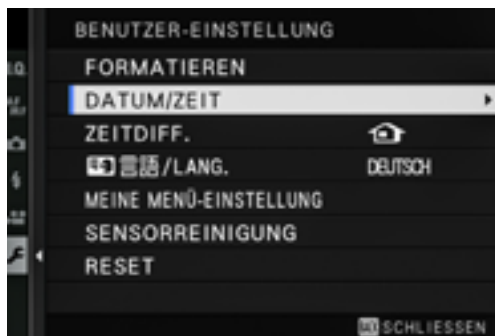 BENUTZER-EINSTELLUNG
FORMATIEREN
DATUM/ZEIT
ZEITDIFF.
言語/LANG. DEUTSCH
MEINE MENÜ-EINSTELLUNG
SENSORREINIGUNG
RESET
SCHLIESSEN